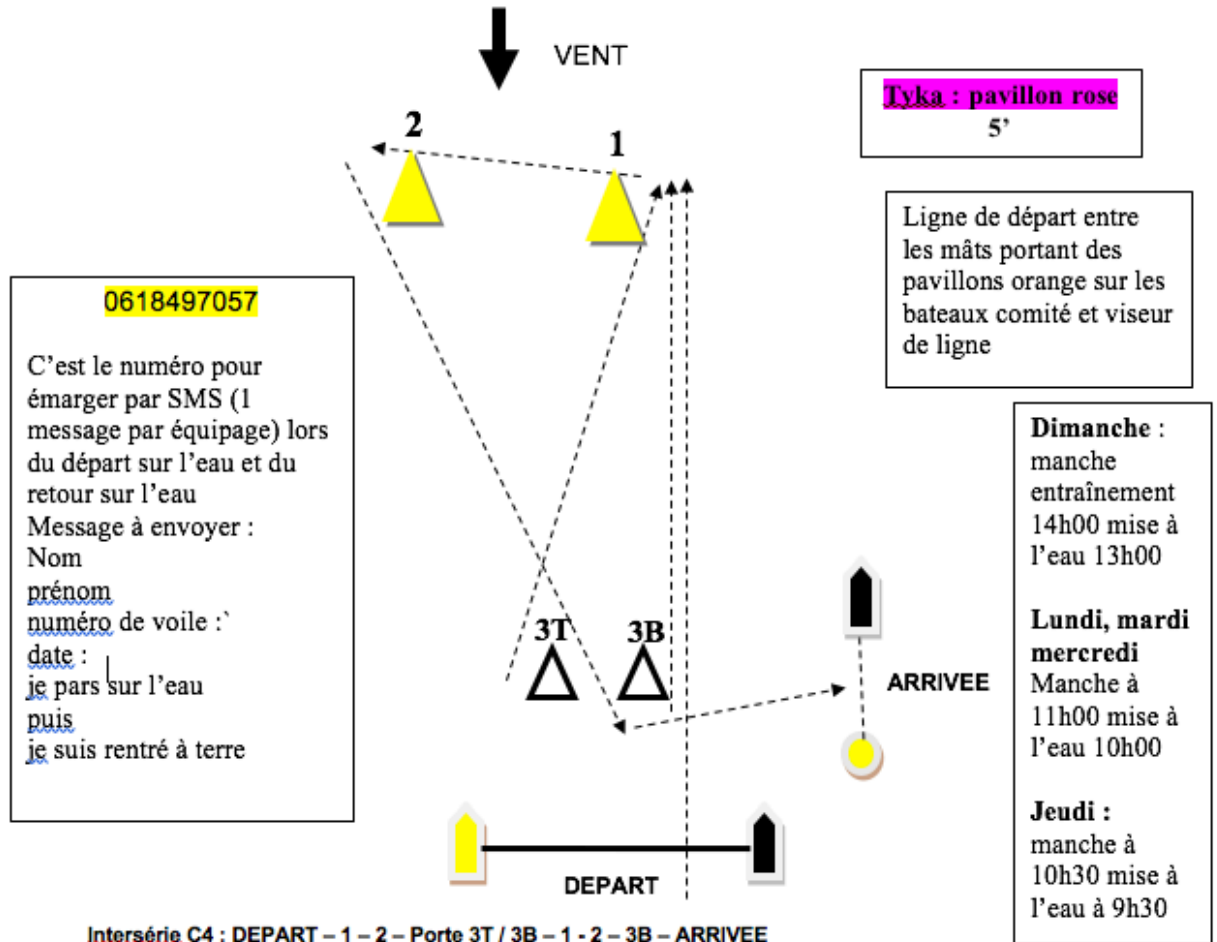 VENT
Tyka : pavillon rose
5’
2
1
Ligne de départ entre
les mâts portant des
pavillons orange sur les
bateaux comité et viseur
de ligne
0618497057
C’est le numéro pour
émarger par SMS (1
message par équipage) lors
du départ sur l’eau et du
retour sur l’eau
Message à envoyer :
Nom
prénom
numéro de voile :`
date :
je pars sur l’eau
puis
je suis rentré à terre
Dimanche :
manche
entraînement
14h00 mise à
l’eau 13h00
Lundi, mardi
mercredi
Manche à
11h00 mise à
l’eau 10h00
Jeudi :
manche à
10h30 mise à
l’eau à 9h30
3T
3B
ARRIVEE
DEPART
Intersérie C4 : DEPART – 1 – 2 – Porte 3T / 3B – 1 - 2 – 3B – ARRIVEE